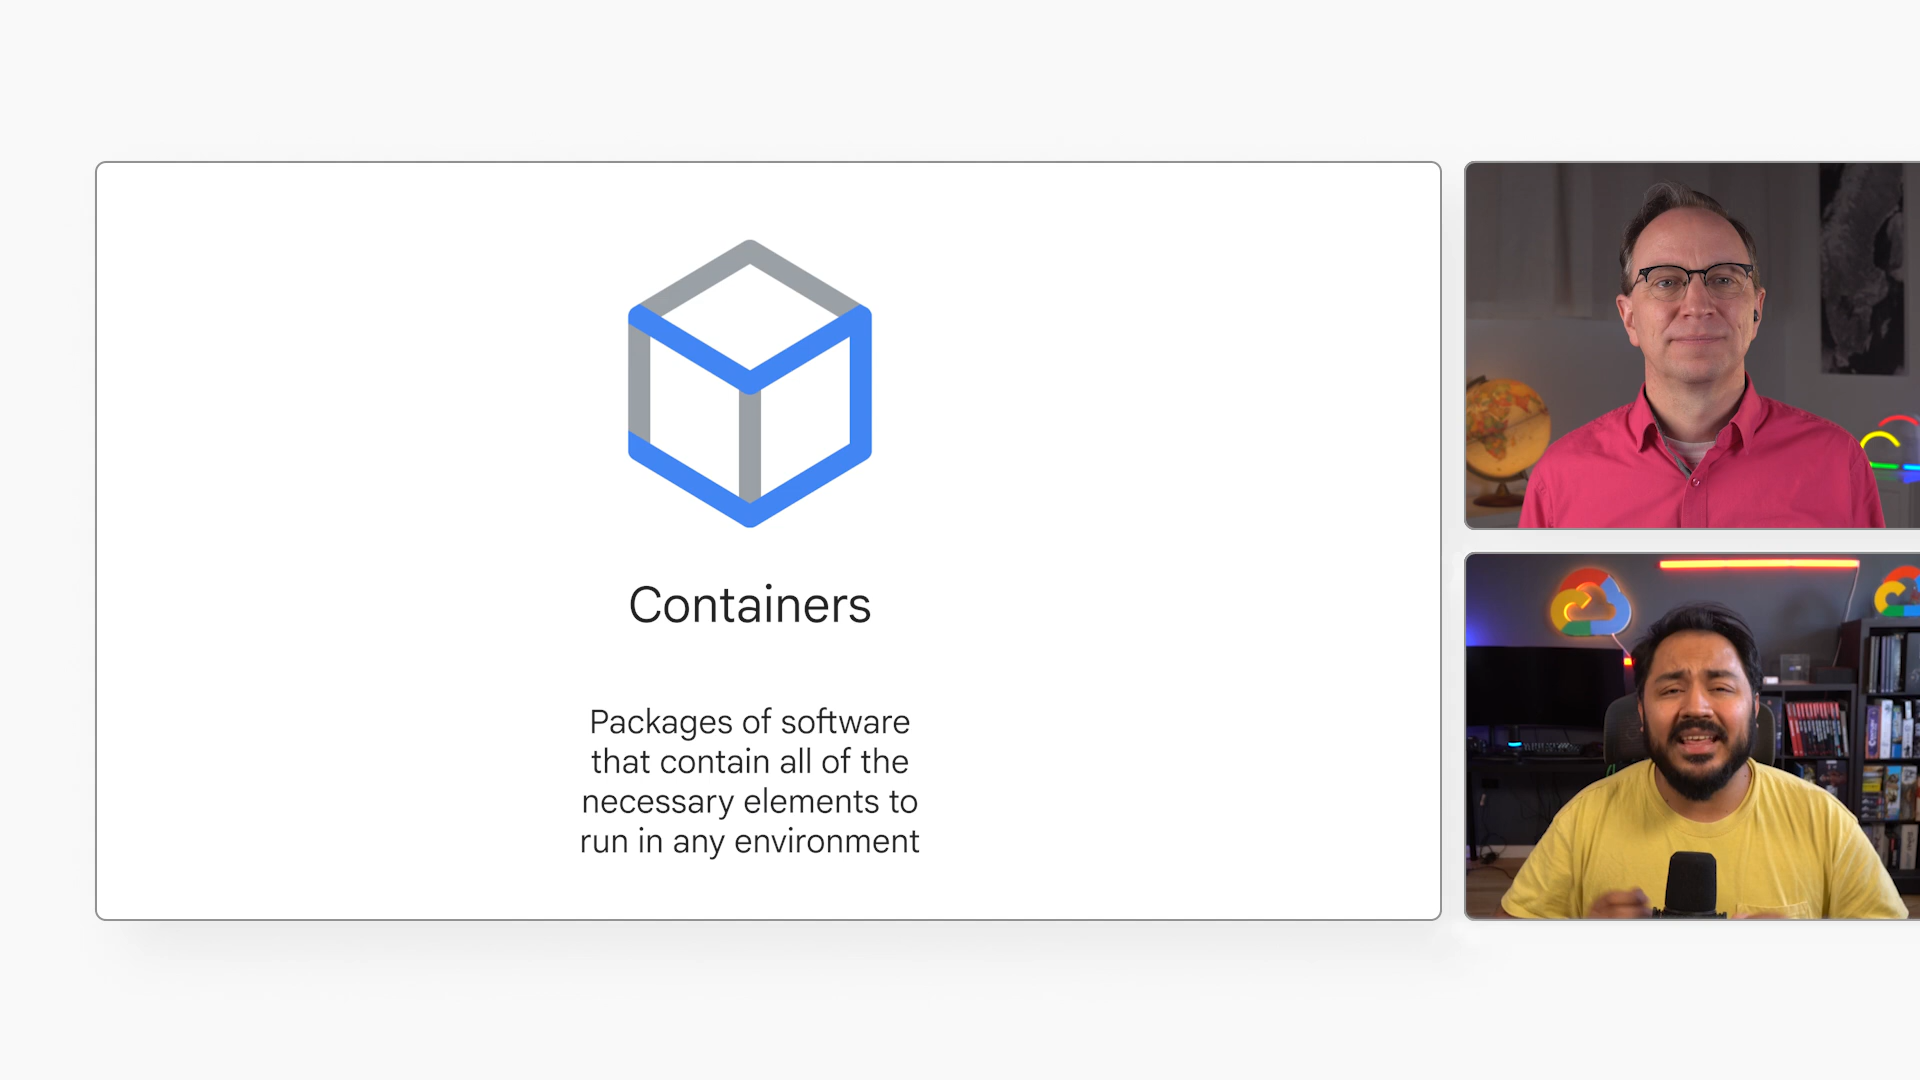 Containers
Packages of software
that contain all of the
necessary elements to
run in any environment